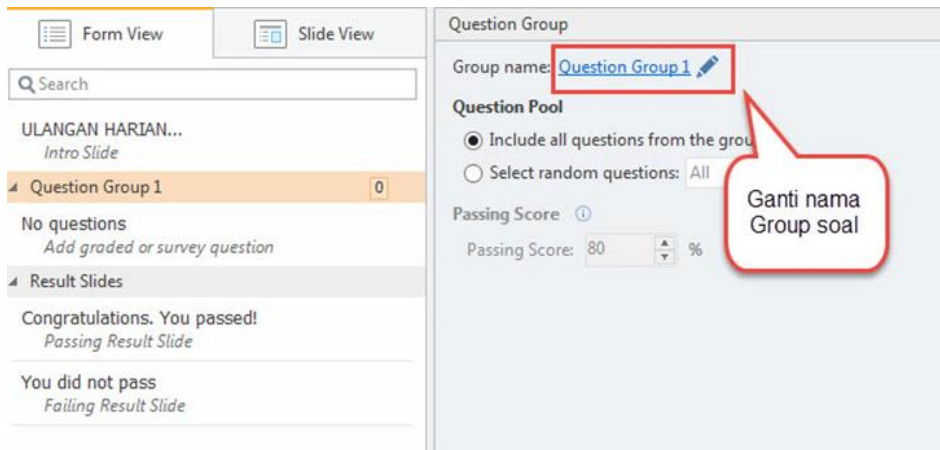 Form View
Slide View
Search
ULANGAN HARIAN...
Intro Slide
Question Group 1 0
No questions
Add graded or survey question
Result Slides
Congratulations. You passed!
Passing Result Slide
You did not pass
Failing Result Slide
Question Group
Group name: Question Group 1
Question Pool
Include all questions from the grou
Select random questions: All
Passing Score
Passing Score: 80 %
Ganti nama
Group soal